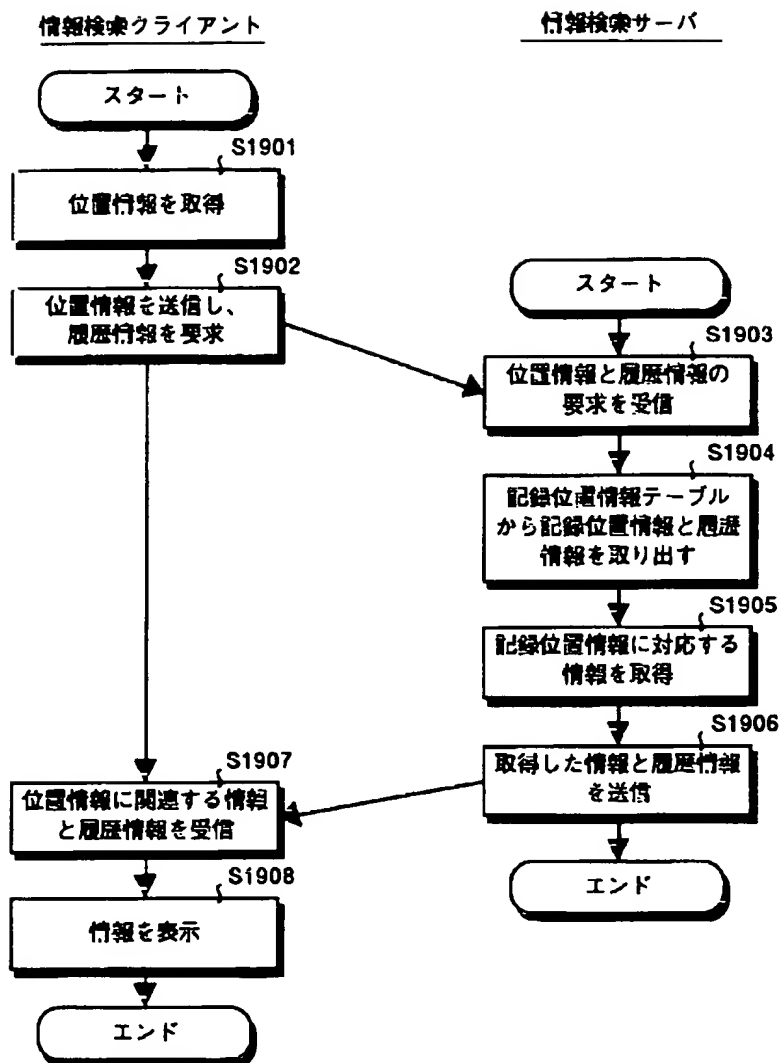 情報検索クライアント
スタート
S1901
位置情報を取得
S1902
位置情報を送信し、
履歴情報を要求
情報検索サーバ
スタート
S1903
位置情報と履歴情報の
要求を受信
S1904
記録位置情報テーブル
から記録位置情報と履歴
情報を取り出す
S1905
記録位置情報に対応する
情報を取得
S1906
取得した情報と履歴情報
を送信
エンド
S1907
位置情報に関連する情報
と履歴情報を受信
S1908
情報を表示
エンド